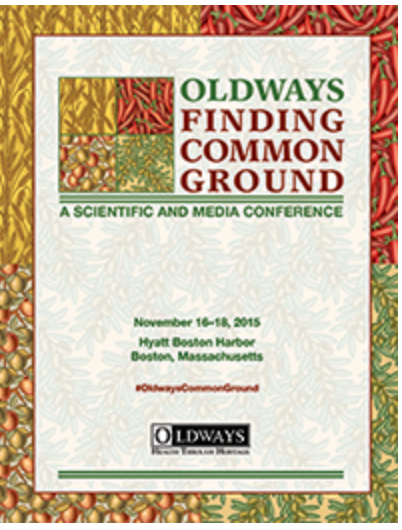 OLDWAYS
FINDING
COMMON
GROUND
A SCIENTIFIC AND MEDIA CONFERENCE
November 16–18, 2015
Hyatt Boston Harbor
Boston, Massachusetts
#OldwaysCommonGround
OLDWAYS
HEALTH THROUGH HERITAGE